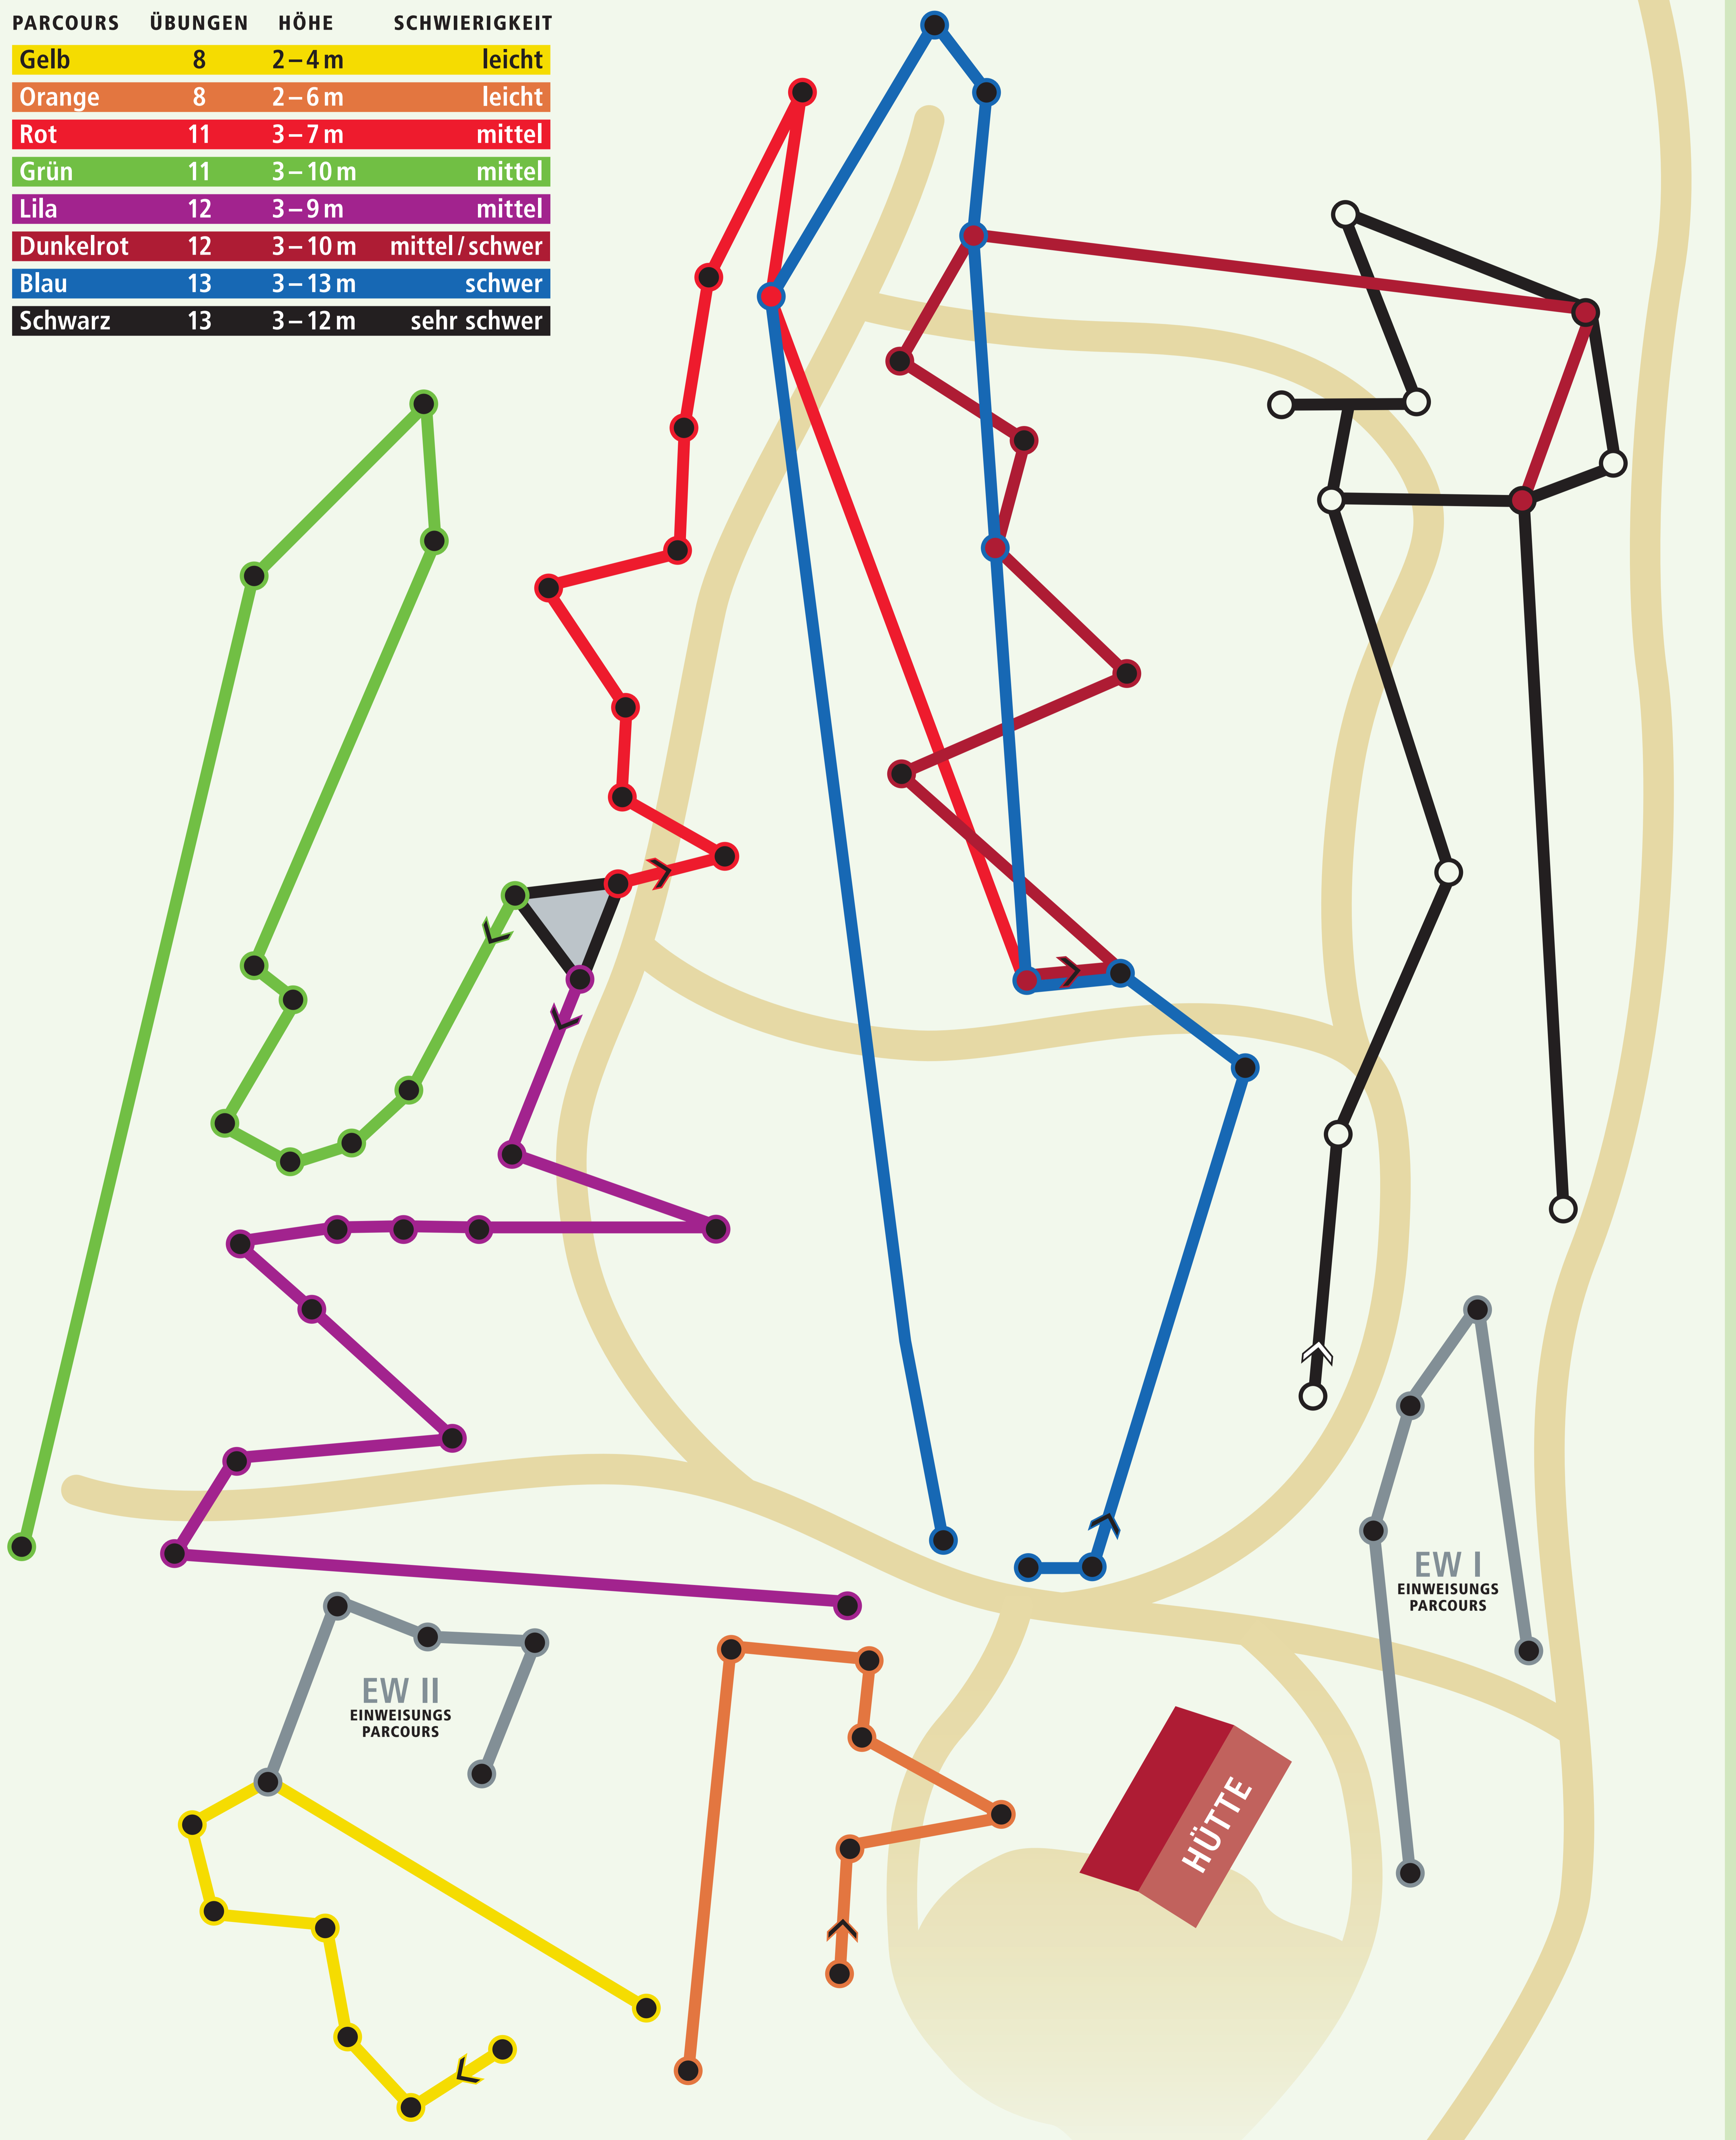 PARCOURS ÜBUNGEN HÖHE SCHWIERIGKEIT
Gelb 8 2 – 4 m leicht
Orange 8 2 – 6 m leicht
Rot 11 3 – 7 m mittel
Grün 11 3 – 10 m mittel
Lila 12 3 – 9 m mittel
Dunkelrot 12 3 – 10 m mittel / schwer
Blau 13 3 – 13 m schwer
Schwarz 13 3 – 12 m sehr schwer
EW I
EINWEISUNGS
PARCOURS
EW II
EINWEISUNGS
PARCOURS
HÜTTE